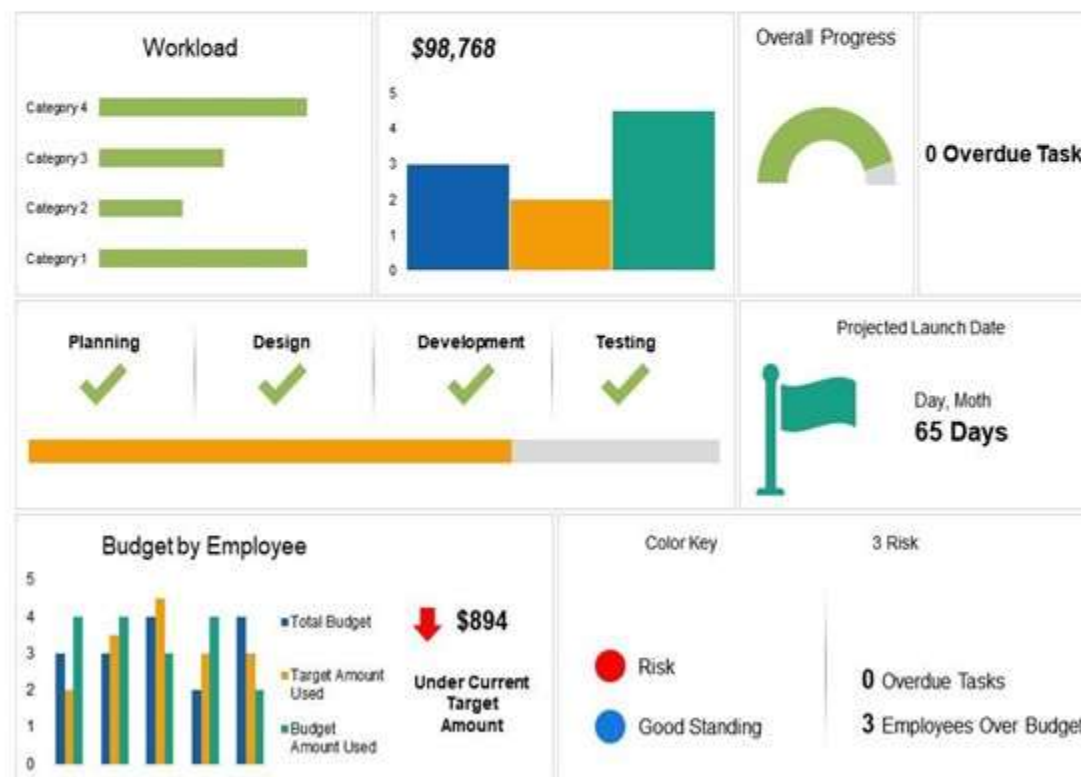 Workload
Category 4
Category 3
Category 2
Category 1
$98,768
5
4
3
2
1
0
Overall Progress
0 Overdue Task
Planning
Design
Development
Testing
Projected Launch Date
Day, Moth
65 Days
Budget by Employee
5
4
3
2
1
0
Total Budget
Target Amount
Used
Budget
Amount Used
$894
Under Current
Target
Amount
Color Key
Risk
Good Standing
3 Risk
0 Overdue Tasks
3 Employees Over Budget